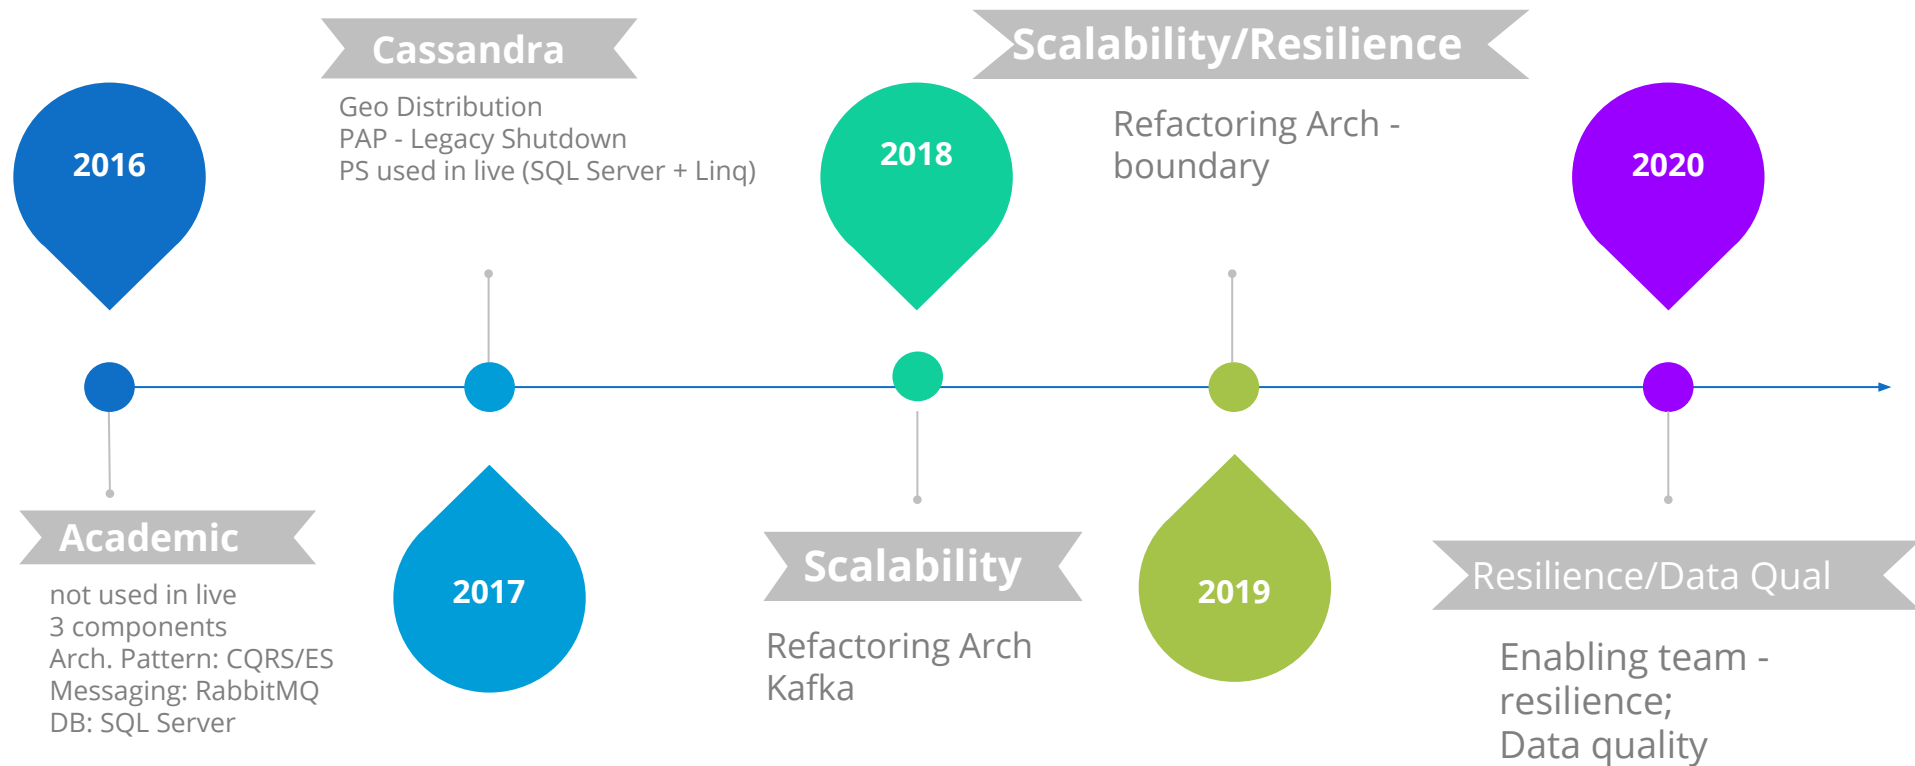 2016
Academic
not used in live
3 components
Arch. Pattern: CQRS/ES
Messaging: RabbitMQ
DB: SQL Server
Cassandra
Geo Distribution
PAP - Legacy Shutdown
PS used in live (SQL Server + Linq)
2017
2018
Scalability
Refactoring Arch
Kafka
Scalability/Resilience
Refactoring Arch -
boundary
2019
2020
Resilience/Data Qual
Enabling team -
resilience;
Data quality